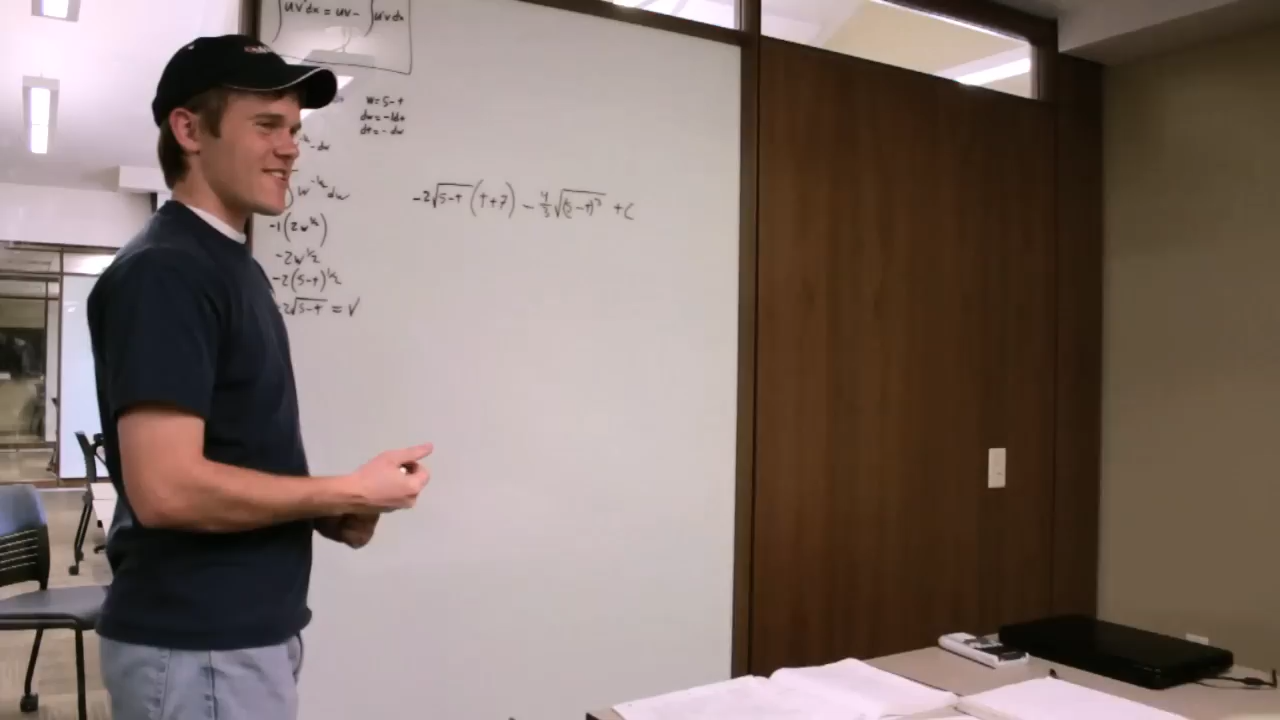 ∫uv'dx = uv - ∫u'vdx
w=5-t
dw=-1dt
dt=-dw
-dw
w^-½ dw
-1(2w^½)
-2w^½
-2(5-t)^½
2√5-t = V
-2√5-t (t+7) - 4/3 √(5-t)³ + C